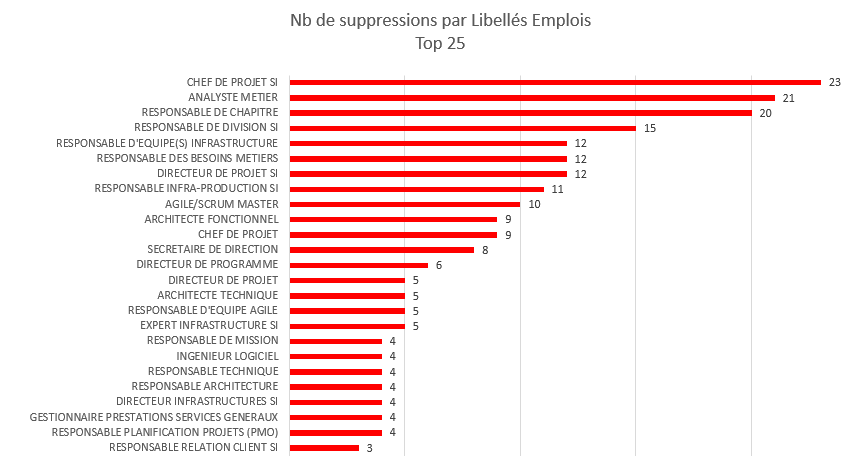 Nb de suppressions par Libellés Emplois
Top 25
CHEF DE PROJET SI 23
ANALYSTE METIER 21
RESPONSABLE DE CHAPITRE 20
RESPONSABLE DE DIVISION SI 15
RESPONSABLE D'EQUIPE(S) INFRASTRUCTURE 12
RESPONSABLE DES BESOINS METIERS 12
DIRECTEUR DE PROJET SI 12
RESPONSABLE INFRA-PRODUCTION SI 11
AGILE/SCRUM MASTER 10
ARCHITECTE FONCTIONNEL 9
CHEF DE PROJET 9
SECRETAIRE DE DIRECTION 8
DIRECTEUR DE PROGRAMME 6
DIRECTEUR DE PROJET 5
ARCHITECTE TECHNIQUE 5
RESPONSABLE D'EQUIPE AGILE 5
EXPERT INFRASTRUCTURE SI 5
RESPONSABLE DE MISSION 4
INGENIEUR LOGICIEL 4
RESPONSABLE TECHNIQUE 4
RESPONSABLE ARCHITECTURE 4
DIRECTEUR INFRASTRUCTURES SI 4
GESTIONNAIRE PRESTATIONS SERVICES GENERAUX 4
RESPONSABLE PLANIFICATION PROJETS (PMO) 4
RESPONSABLE RELATION CLIENT SI 3